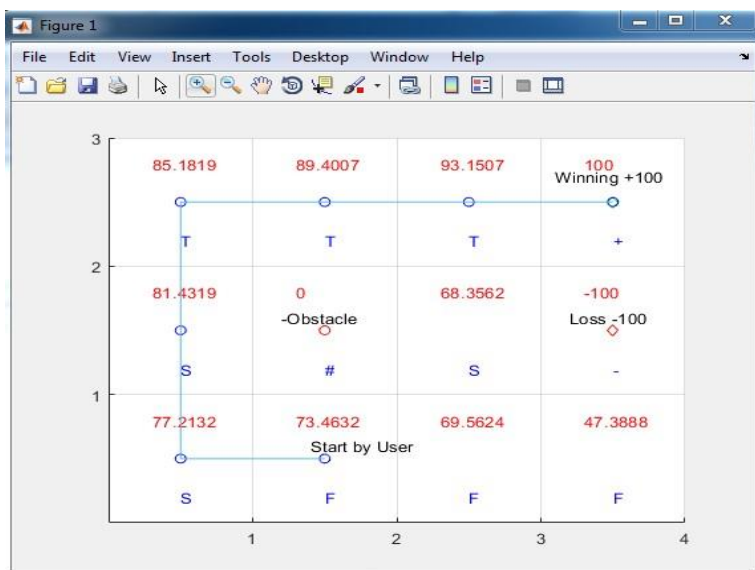 Figure 1
File Edit View Insert Tools Desktop Window Help
3
85.1819 89.4007 93.1507 100
Winning +100
T T T +
2
81.4319 0 68.3562 -100
-Obstacle Loss -100
S # S -
1
77.2132 73.4632 69.5624 47.3888
Start by User
S F F F
1 2 3 4